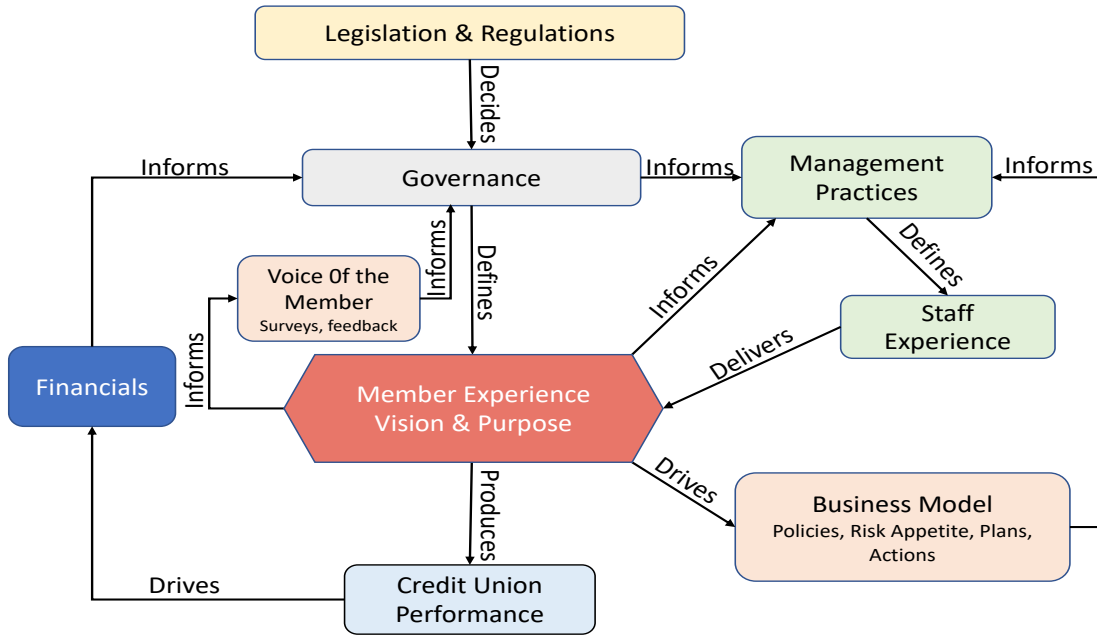 Legislation & Regulations
Decides
Informs
Governance
Informs
Management
Practices
Informs
Voice 0f the
Member
Surveys, feedback
Informs
Defines
Informs
Defines
Staff
Experience
Informs
Financials
Member Experience
Vision & Purpose
Delivers
Produces
Drives
Business Model
Policies, Risk Appetite, Plans,
Actions
Drives
Credit Union
Performance